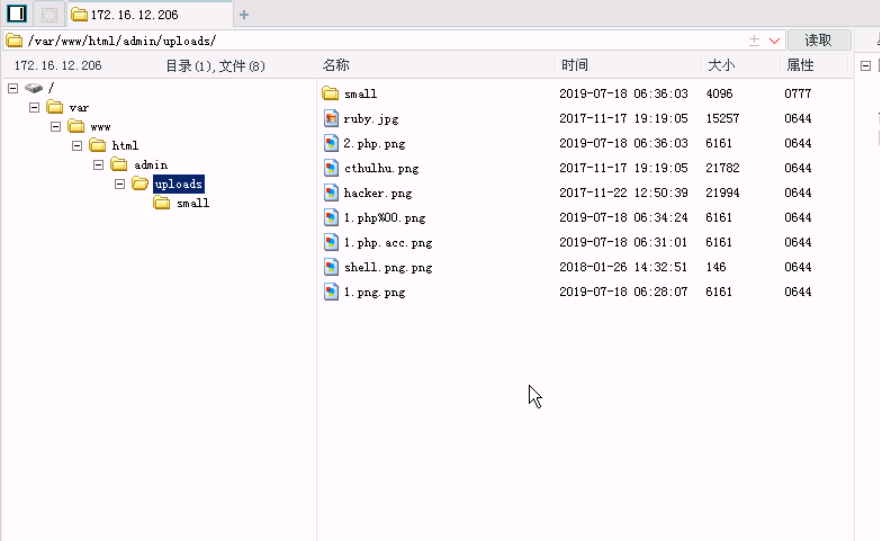 172.16.12.206
/var/www/html/admin/uploads/ 读取
172.16.12.206 目录(1),文件(8) 名称 时间 大小 属性
/
var
www
html
admin
uploads
small
small 2019-07-18 06:36:03 4096 0777
ruby.jpg 2017-11-17 19:19:05 15257 0644
2.php.png 2019-07-18 06:36:03 6161 0644
cthulhu.png 2017-11-17 19:19:05 21782 0644
hacker.png 2017-11-22 12:50:39 21994 0644
1.php%00.png 2019-07-18 06:34:24 6161 0644
1.php.acc.png 2019-07-18 06:31:01 6161 0644
shell.png.png 2018-01-26 14:32:51 146 0644
1.png.png 2019-07-18 06:28:07 6161 0644